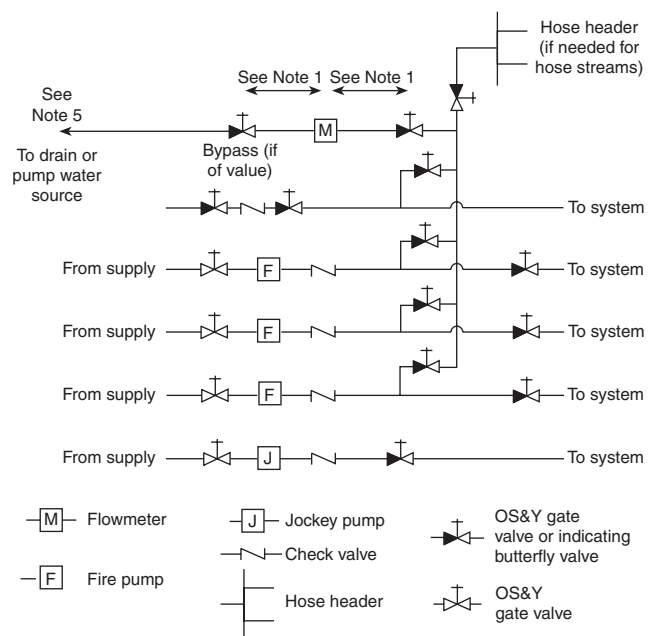 Hose header
(if needed for
hose streams)
See Note 1
See Note 1
See
Note 5
M
To drain or
pump water
source
Bypass (if
of value)
To system
From supply
F
To system
From supply
F
To system
From supply
F
To system
From supply
J
To system
M
Flowmeter
F
Fire pump
J
Jockey pump
Check valve
Hose header
OS&Y gate
valve or indicating
butterfly valve
OS&Y
gate valve